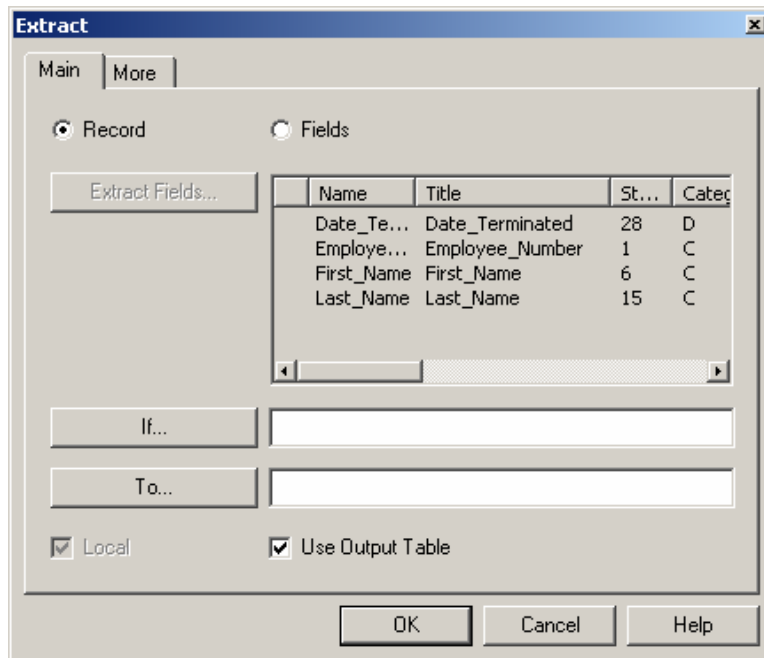 Extract
Main More
Record Fields
Extract Fields...
Name Title St... Categ
Date_Te... Date_Terminated 28 D
Employe... Employee_Number 1 C
First_Name First_Name 6 C
Last_Name Last_Name 15 C
If...
To...
Local Use Output Table
OK Cancel Help